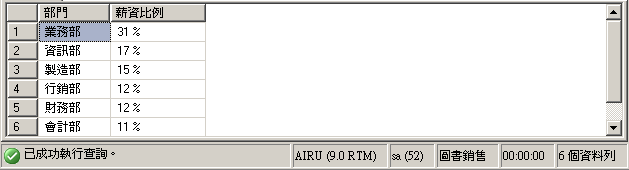 部門 薪資比例
1 業務部 31 %
2 資訊部 17 %
3 製造部 15 %
4 行銷部 12 %
5 財務部 12 %
6 會計部 11 %
已成功執行查詢。 AIRU (9.0 RTM) sa (52) 圖書銷售 00:00:00 6 個資料列